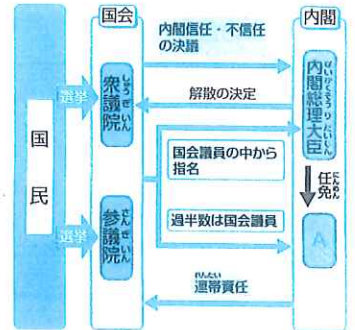 国会
内閣
内閣信任・不信任
の決議
選挙
衆議院
しゅうぎいん
解散の決定
内閣総理大臣
ないかくそうりだいじん
国民
国会議員の中から
指名
任免
にんめん
参議院
さんぎいん
過半数は国会議員
A
選挙
れんたい
連帯責任